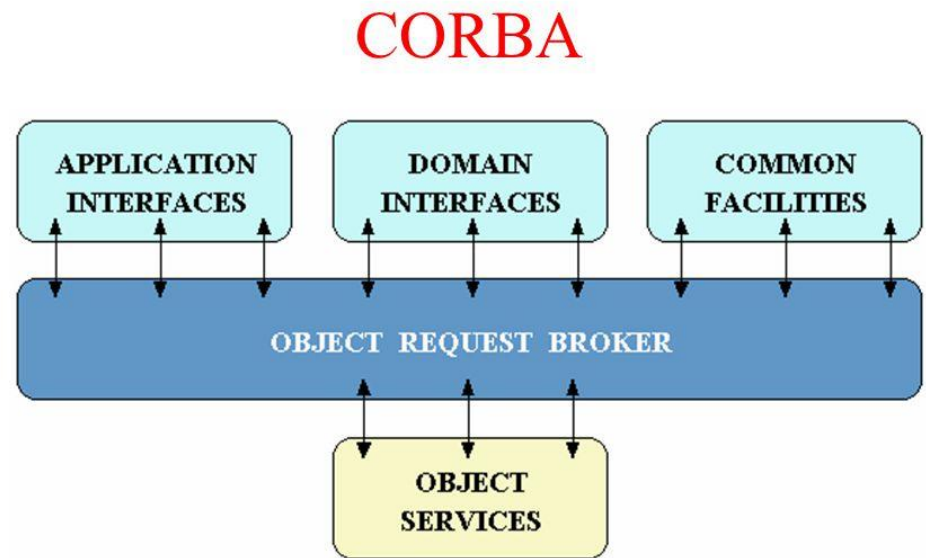 CORBA
APPLICATION
INTERFACES
DOMAIN
INTERFACES
COMMON
FACILITIES
OBJECT REQUEST BROKER
OBJECT
SERVICES